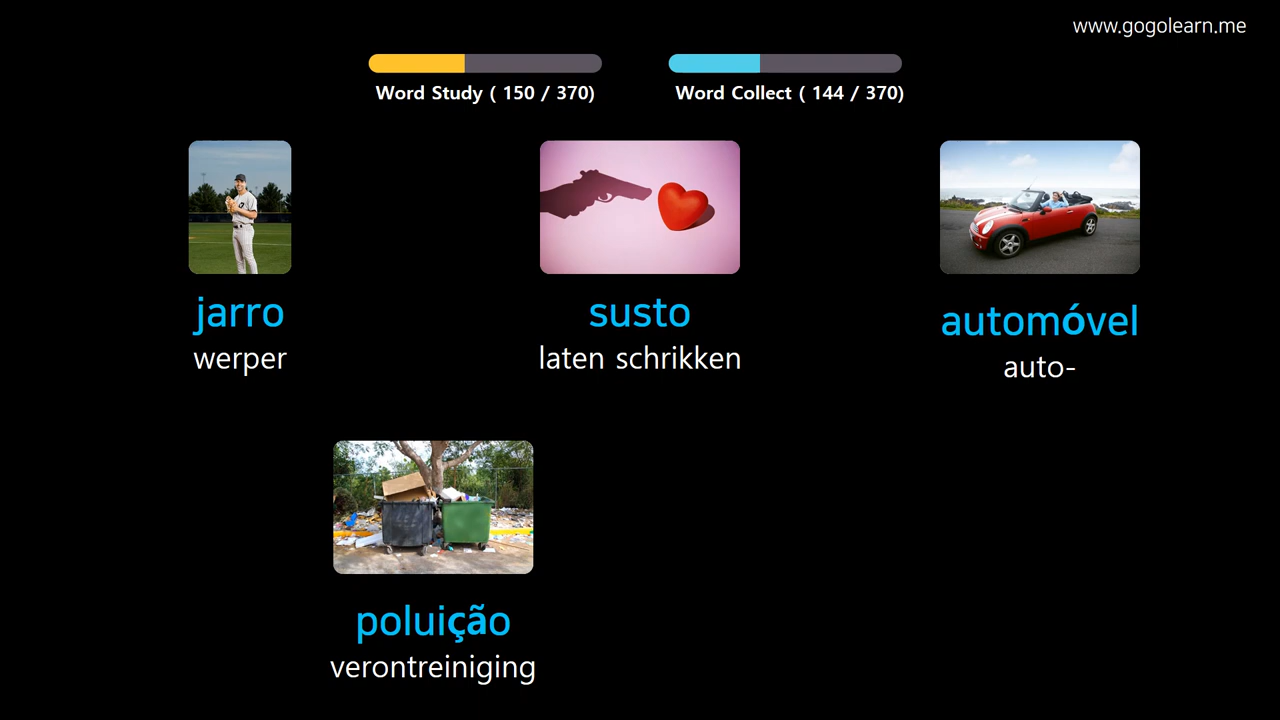 www.gogolearn.me
Word Study ( 150 / 370)
Word Collect ( 144 / 370)
jarro
werper
susto
laten schrikken
automóvel
auto-
poluição
verontreiniging